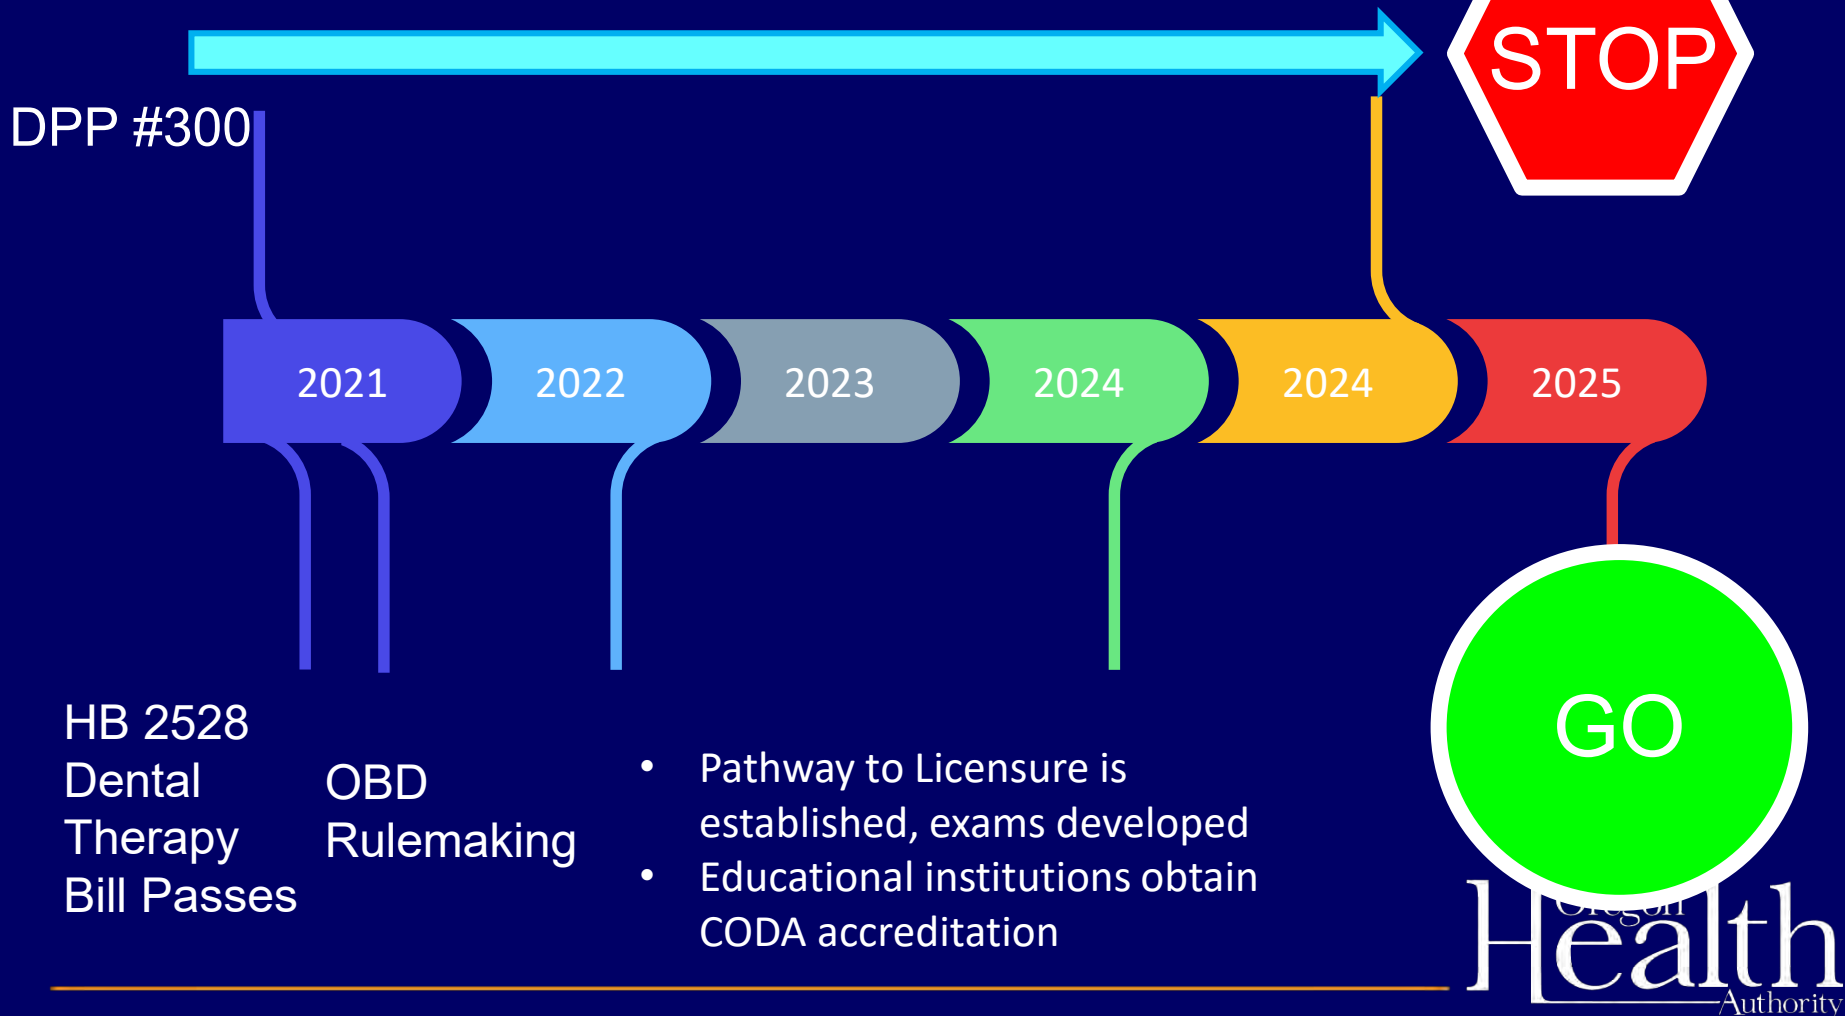 STOP
DPP #300
2021
2022
2023
2024
2024
2025
HB 2528
Dental
Therapy
Bill Passes
OBD
Rulemaking
• Pathway to Licensure is
established, exams developed
• Educational institutions obtain
CODA accreditation
GO
Oregon
Health
Authority